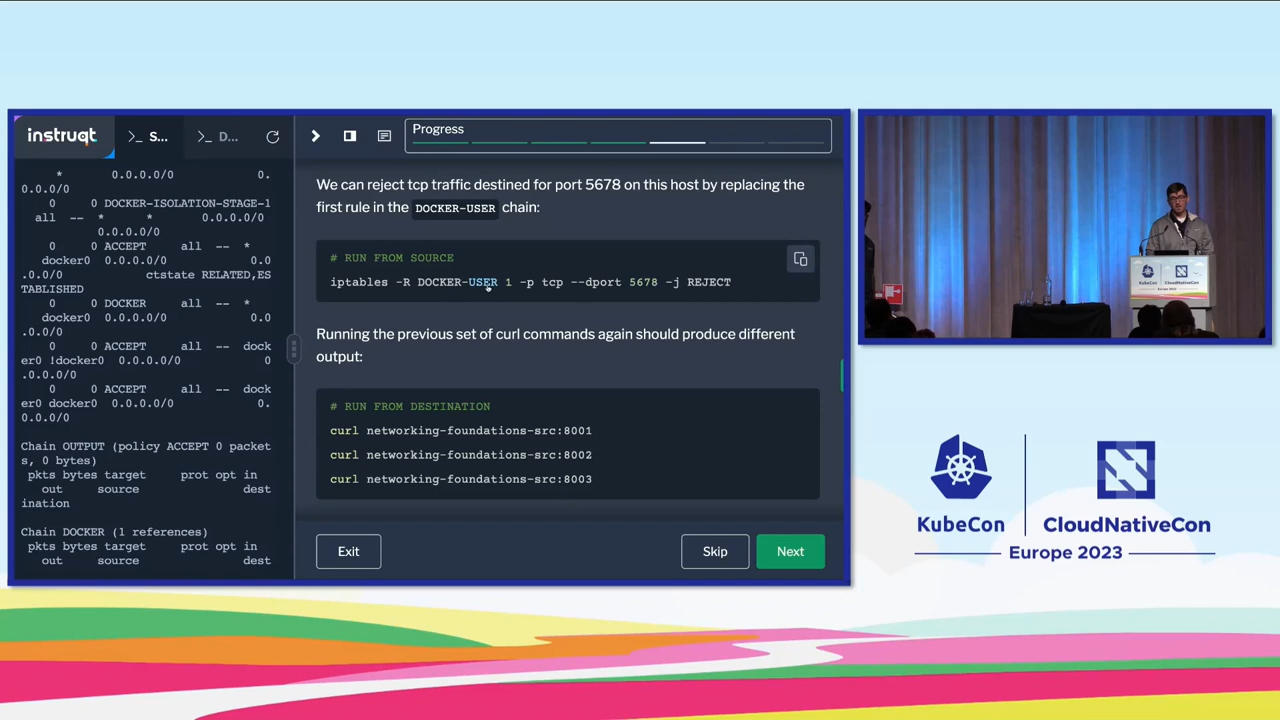 instruqt
>_ S...
>_ D...
Progress
* 0.0.0.0/0 0.
0.0.0.0/0
0 0 DOCKER-ISOLATION-STAGE-1
all -- * * 0.0.0.0/0
0.0.0.0/0
0 0 ACCEPT all -- *
docker0 0.0.0.0/0 0.0
.0.0/0 ctstate RELATED,ES
TABLISHED
0 0 DOCKER all -- *
docker0 0.0.0.0/0 0.0
.0.0/0
0 0 ACCEPT all -- dock
er0 !docker0 0.0.0.0/0 0
.0.0.0/0
0 0 ACCEPT all -- dock
er0 docker0 0.0.0.0/0 0.
0.0.0/0
Chain OUTPUT (policy ACCEPT 0 packet
s, 0 bytes)
pkts bytes target prot opt in
out source dest
ination
Chain DOCKER (1 references)
pkts bytes target prot opt in
out source dest
We can reject tcp traffic destined for port 5678 on this host by replacing the
first rule in the DOCKER-USER chain:
# RUN FROM SOURCE
iptables -R DOCKER-USER 1 -p tcp --dport 5678 -j REJECT
Running the previous set of curl commands again should produce different
output:
# RUN FROM DESTINATION
curl networking-foundations-src:8001
curl networking-foundations-src:8002
curl networking-foundations-src:8003
Exit
Skip
Next
KubeCon
CloudNativeCon
Europe 2023